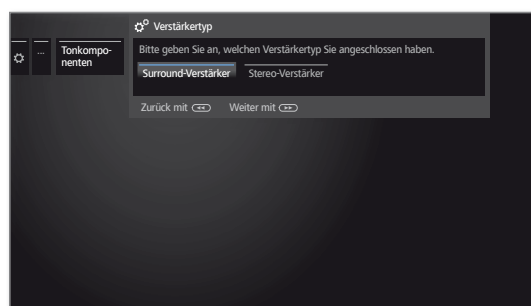 Verstärkertyp
...
Tonkompo-
nenten
Bitte geben Sie an, welchen Verstärkertyp Sie angeschlossen haben.
Surround-Verstärker
Stereo-Verstärker
Zurück mit
Weiter mit